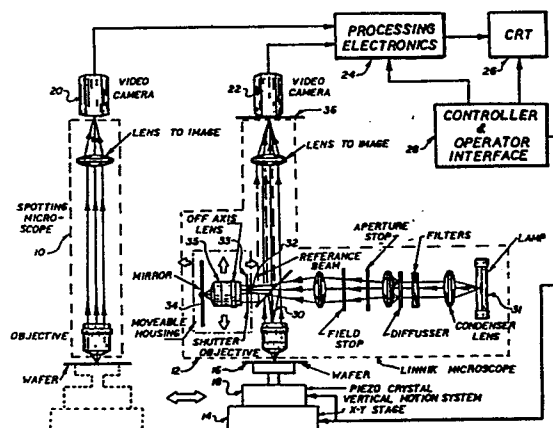 PROCESSING
ELECTRONICS
CRT
24
26
20
VIDEO
CAMERA
22
VIDEO
CAMERA
36
CONTROLLER
&
OPERATOR
INTERFACE
28
LENS TO IMAGE
LENS TO IMAGE
SPOTTING
MICRO-
SCOPE
10
OFF AXIS
LENS
35
33
32
REFERANCE
BEAM
APERTURE
STOP
FILTERS
LAMP
MIRROR
34
30
31
MOVEABLE
HOUSING
SHUTTER
OBJECTIVE
FIELD
STOP
DIFFUSSER
CONDENSER
LENS
OBJECTIVE
WAFER
12
16
WAFER
LINNIK MICROSCOPE
18
PIEZO CRYSTAL
VERTICAL MOTION SYSTEM
X-Y STAGE
14